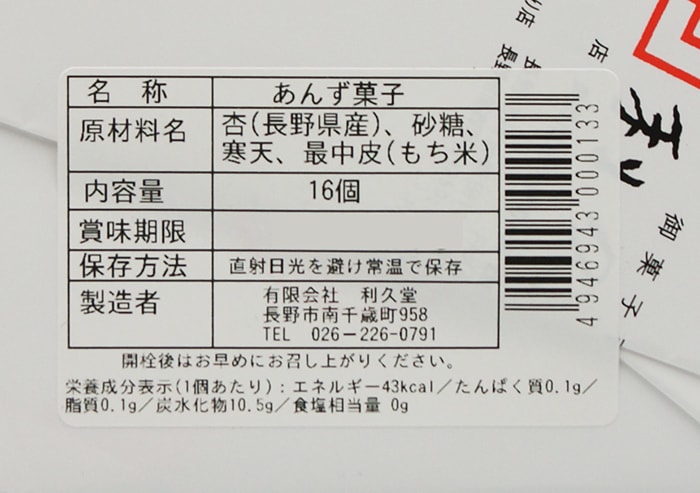 名 称 あんず菓子
原材料名 杏(長野県産)、砂糖、
寒天、最中皮(もち米)
内容量 16個
賞味期限
保存方法 直射日光を避け常温で保存
製造者 有限会社 利久堂
長野市南千歳町958
TEL 026-226-0791
開栓後はお早めにお召し上がりください。
栄養成分表示(1個あたり):エネルギー43kcal/たんぱく質0.1g/
脂質0.1g/炭水化物10.5g/食塩相当量 0g
4946943000133
御菓子
利
店
店
長